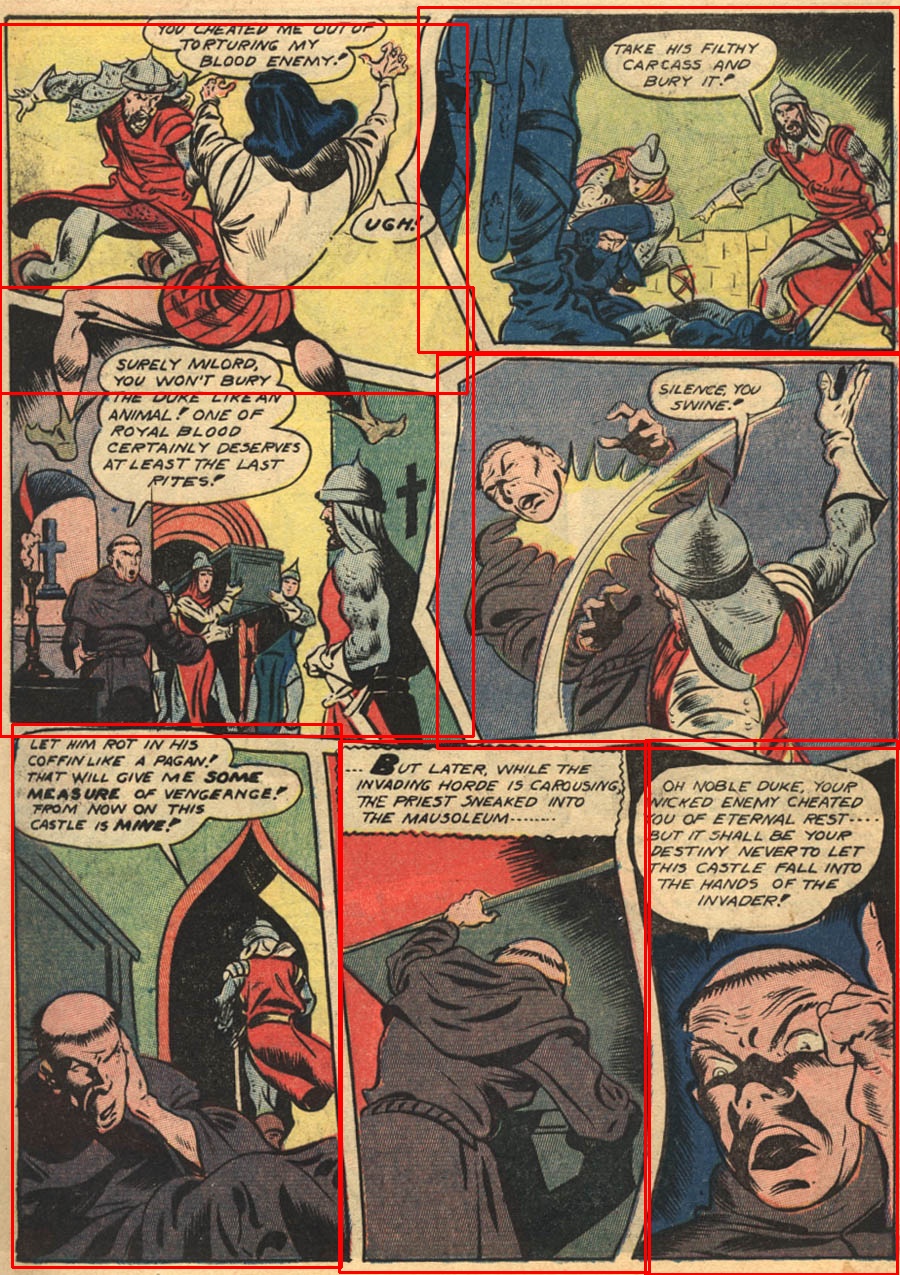 YOU CHEATED ME OUT OF
TORTURING MY
BLOOD ENEMY!
UGH!
TAKE HIS FILTHY
CARCASS AND
BURY IT!
SURELY MILORD,
YOU WON'T BURY
THE DUKE LIKE AN
ANIMAL! ONE OF
ROYAL BLOOD
CERTAINLY DESERVES
AT LEAST THE LAST
RITES!
SILENCE, YOU
SWINE!
LET HIM ROT IN HIS
COFFIN LIKE A PAGAN!
THAT WILL GIVE ME SOME
MEASURE OF VENGEANCE!
FROM NOW ON THIS
CASTLE IS MINE!
... BUT LATER, WHILE THE
INVADING HORDE IS CAROUSING,
THE PRIEST SNEAKED INTO
THE MAUSOLEUM--------
OH NOBLE DUKE, YOUR
WICKED ENEMY CHEATED
YOU OF ETERNAL REST----
BUT IT SHALL BE YOUR
DESTINY NEVER TO LET
THIS CASTLE FALL INTO
THE HANDS OF THE
INVADER!